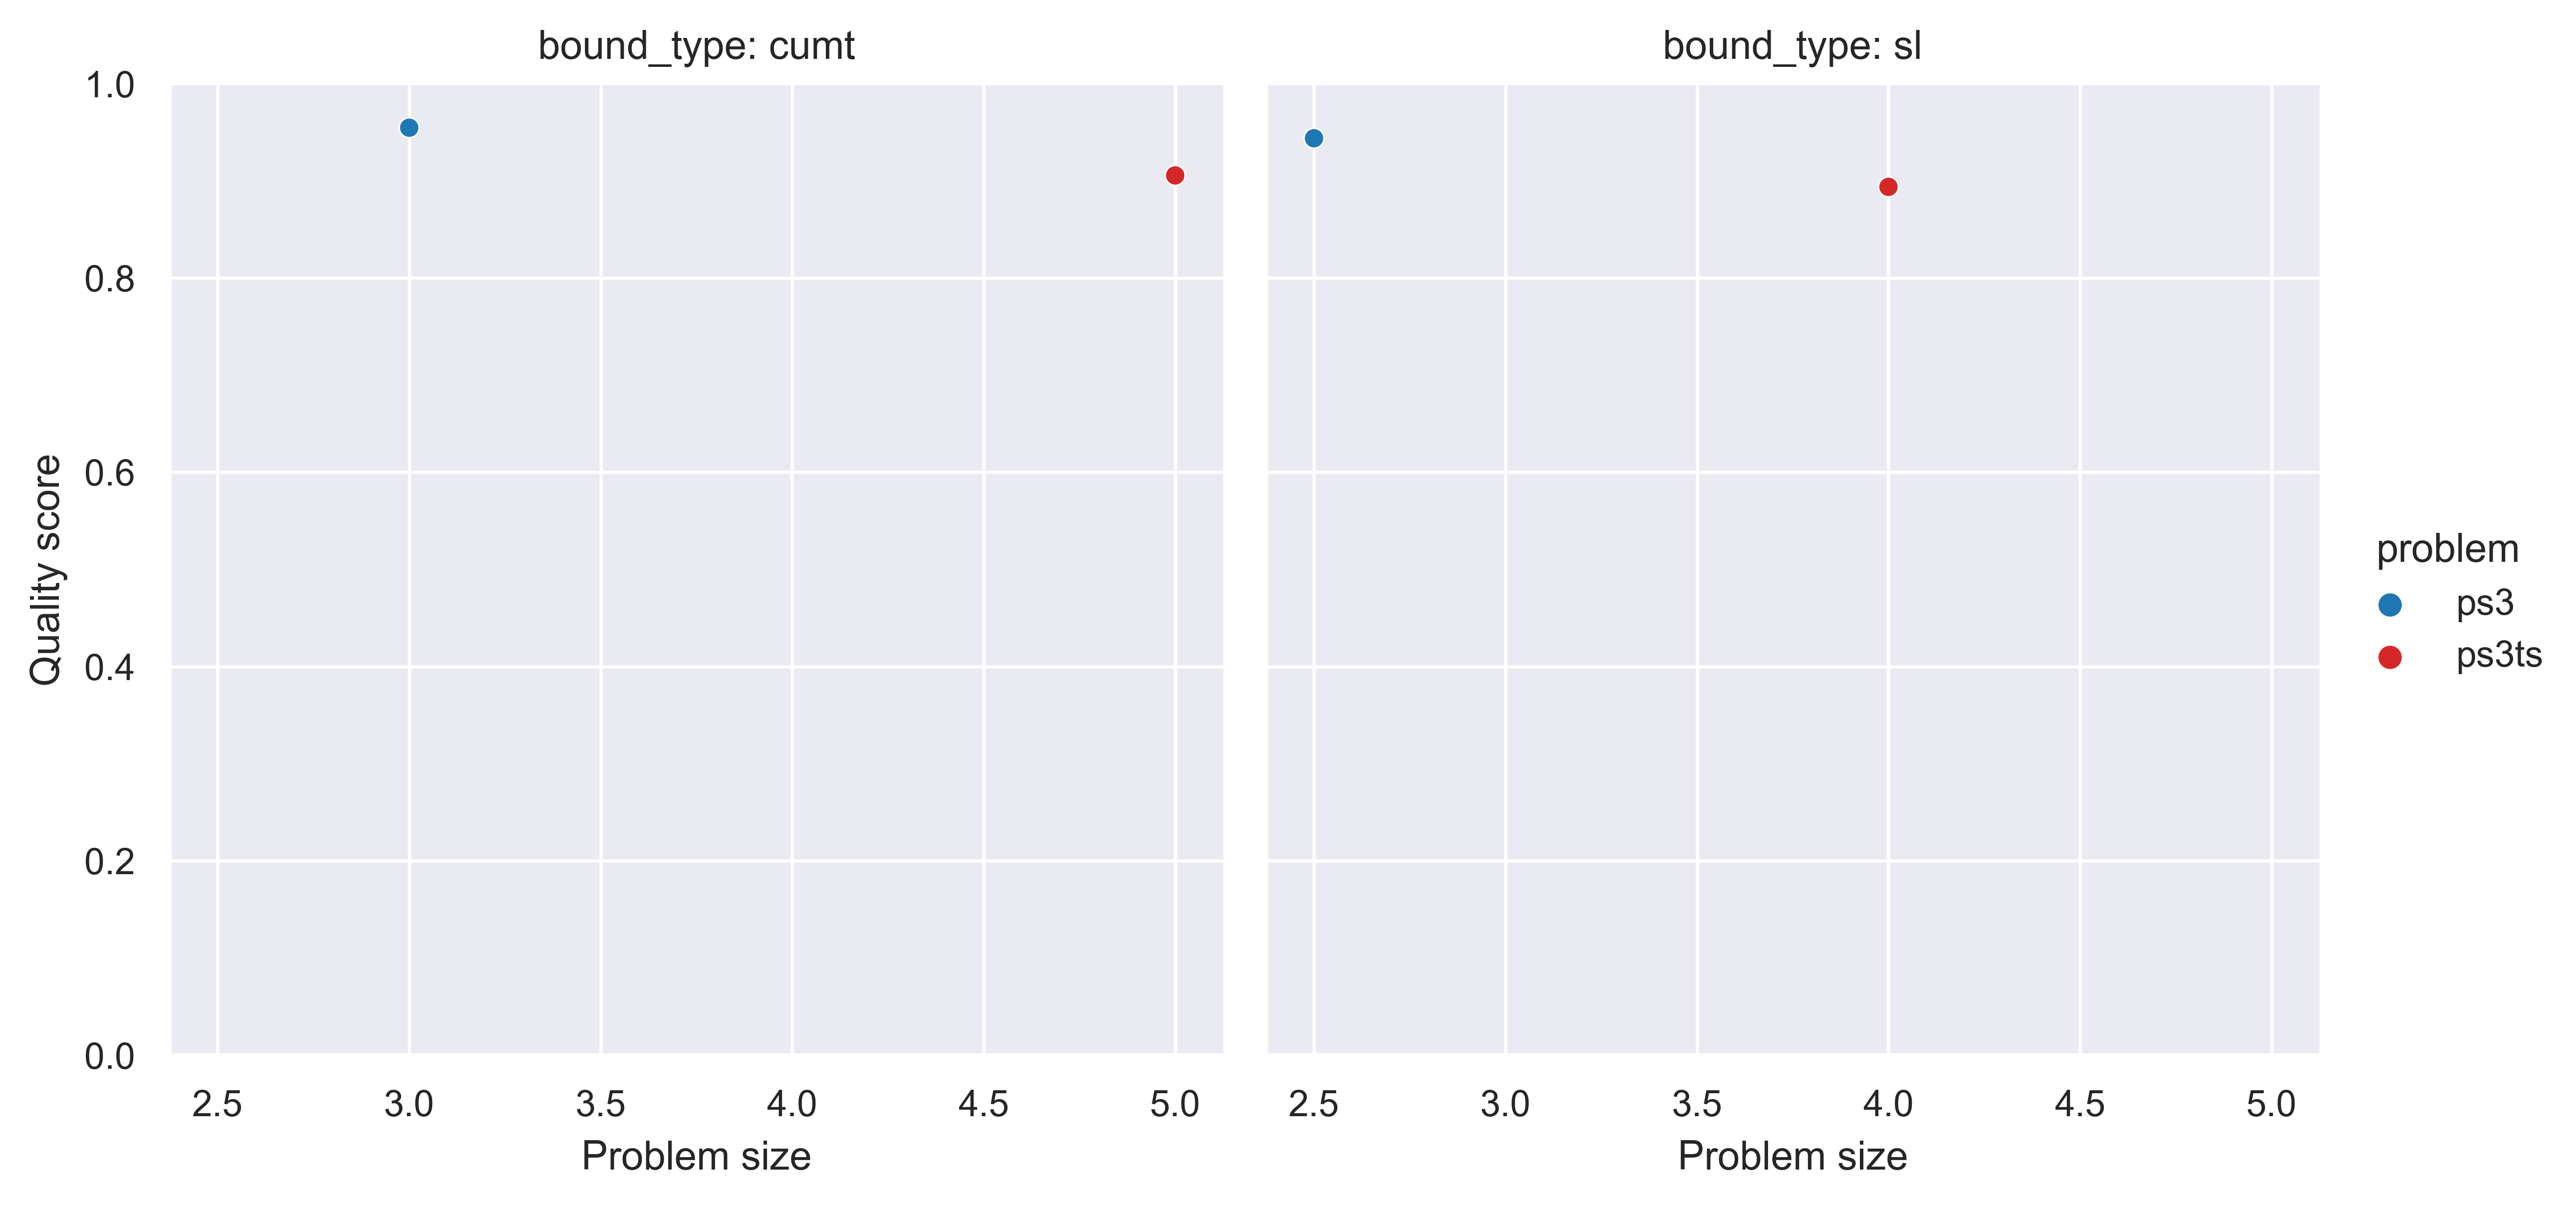 bound_type: cumt
bound_type: sl
1.0
0.8
0.6
0.4
0.2
0.0
Quality score
2.5 3.0 3.5 4.0 4.5 5.0
2.5 3.0 3.5 4.0 4.5 5.0
Problem size
Problem size
problem
ps3
ps3ts